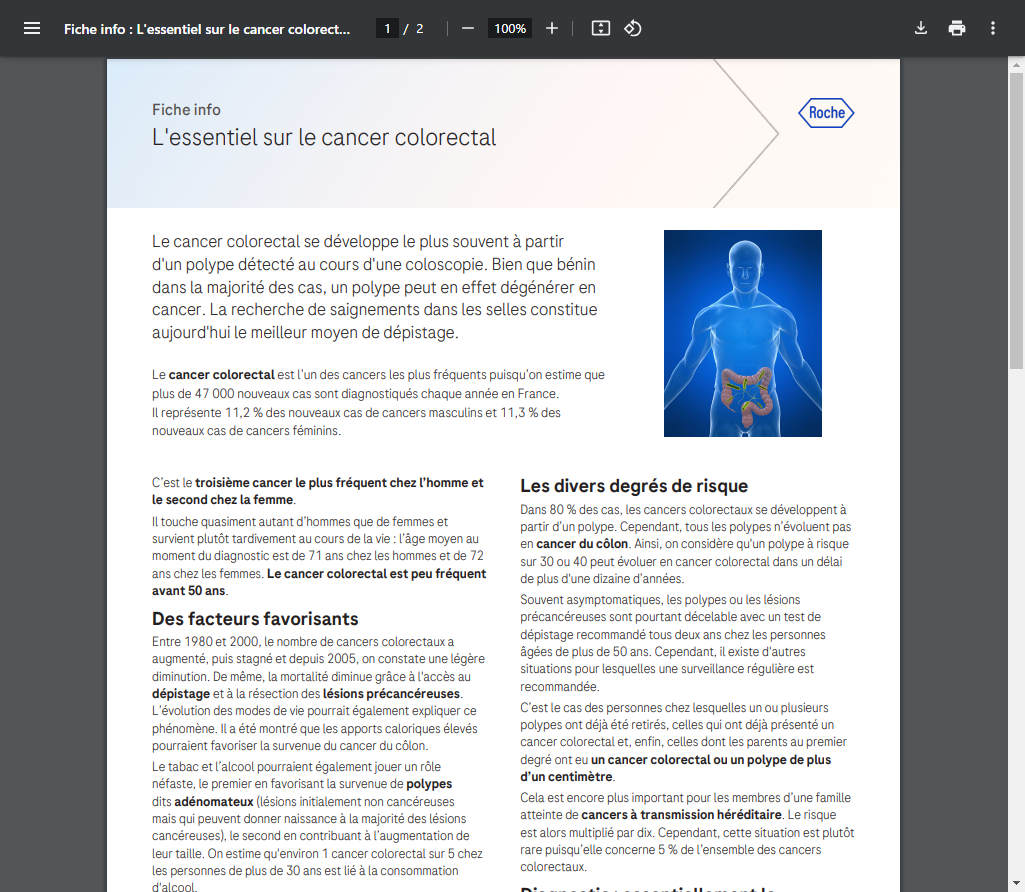 Fiche info : L'essentiel sur le cancer colorect...
1 / 2
100%
Fiche info
L'essentiel sur le cancer colorectal
Roche
Le cancer colorectal se développe le plus souvent à partir
d'un polype détecté au cours d'une coloscopie. Bien que bénin
dans la majorité des cas, un polype peut en effet dégénérer en
cancer. La recherche de saignements dans les selles constitue
aujourd'hui le meilleur moyen de dépistage.
Le cancer colorectal est l'un des cancers les plus fréquents puisqu'on estime que
plus de 47 000 nouveaux cas sont diagnostiqués chaque année en France.
Il représente 11,2 % des nouveaux cas de cancers masculins et 11,3 % des
nouveaux cas de cancers féminins.
C'est le troisième cancer le plus fréquent chez l'homme et
le second chez la femme.
Il touche quasiment autant d'hommes que de femmes et
survient plutôt tardivement au cours de la vie : l'âge moyen au
moment du diagnostic est de 71 ans chez les hommes et de 72
ans chez les femmes. Le cancer colorectal est peu fréquent
avant 50 ans.
Des facteurs favorisants
Entre 1980 et 2000, le nombre de cancers colorectaux a
augmenté, puis stagné et depuis 2005, on constate une légère
diminution. De même, la mortalité diminue grâce à l'accès au
dépistage et à la résection des lésions précancéreuses.
L'évolution des modes de vie pourrait également expliquer ce
phénomène. Il a été montré que les apports caloriques élevés
pourraient favoriser la survenue du cancer du côlon.
Le tabac et l'alcool pourraient également jouer un rôle
néfaste, le premier en favorisant la survenue de polypes
dits adénomateux (lésions initialement non cancéreuses
mais qui peuvent donner naissance à la majorité des lésions
cancéreuses), le second en contribuant à l'augmentation de
leur taille. On estime qu'environ 1 cancer colorectal sur 5 chez
les personnes de plus de 30 ans est lié à la consommation
d'alcool.
Les divers degrés de risque
Dans 80 % des cas, les cancers colorectaux se développent à
partir d'un polype. Cependant, tous les polypes n'évoluent pas
en cancer du côlon. Ainsi, on considère qu'un polype à risque
sur 30 ou 40 peut évoluer en cancer colorectal dans un délai
de plus d'une dizaine d'années.
Souvent asymptomatiques, les polypes ou les lésions
précancéreuses sont pourtant décelable avec un test de
dépistage recommandé tous deux ans chez les personnes
âgées de plus de 50 ans. Cependant, il existe d'autres
situations pour lesquelles une surveillance régulière est
recommandée.
C'est le cas des personnes chez lesquelles un ou plusieurs
polypes ont déjà été retirés, celles qui ont déjà présenté un
cancer colorectal et, enfin, celles dont les parents au premier
degré ont eu un cancer colorectal ou un polype de plus
d'un centimètre.
Cela est encore plus important pour les membres d'une famille
atteinte de cancers à transmission héréditaire. Le risque
est alors multiplié par dix. Cependant, cette situation est plutôt
rare puisqu'elle concerne 5 % de l'ensemble des cancers
colorectaux.
Diagnostic : essentiellement le